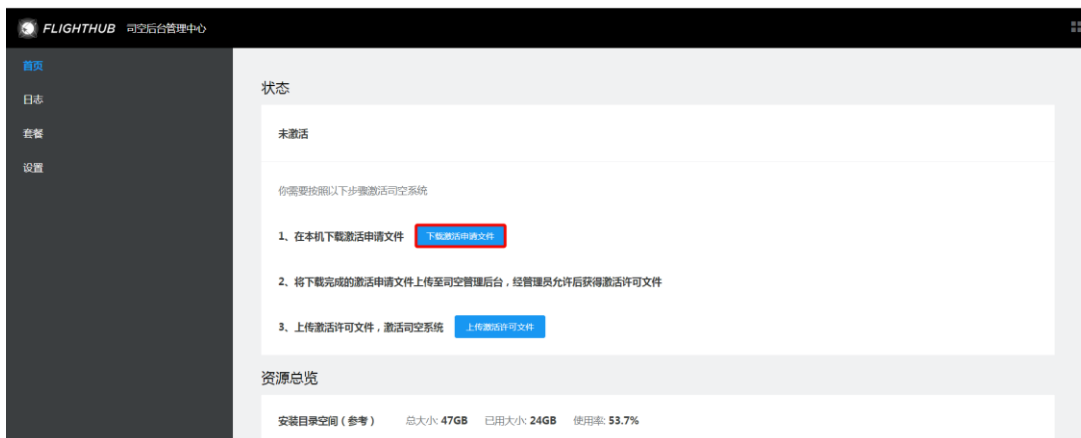 FLIGHTHUB 司空后台管理中心
首页
日志
套餐
设置
状态
未激活
你需要按照以下步骤激活司空系统
1、在本机下载激活申请文件 下载激活申请文件
2、将下载完成的激活申请文件上传至司空管理后台，经管理员允许后获得激活许可文件
3、上传激活许可文件，激活司空系统 上传激活许可文件
资源总览
安装目录空间（参考） 总大小: 47GB 已用大小: 24GB 使用率: 53.7%